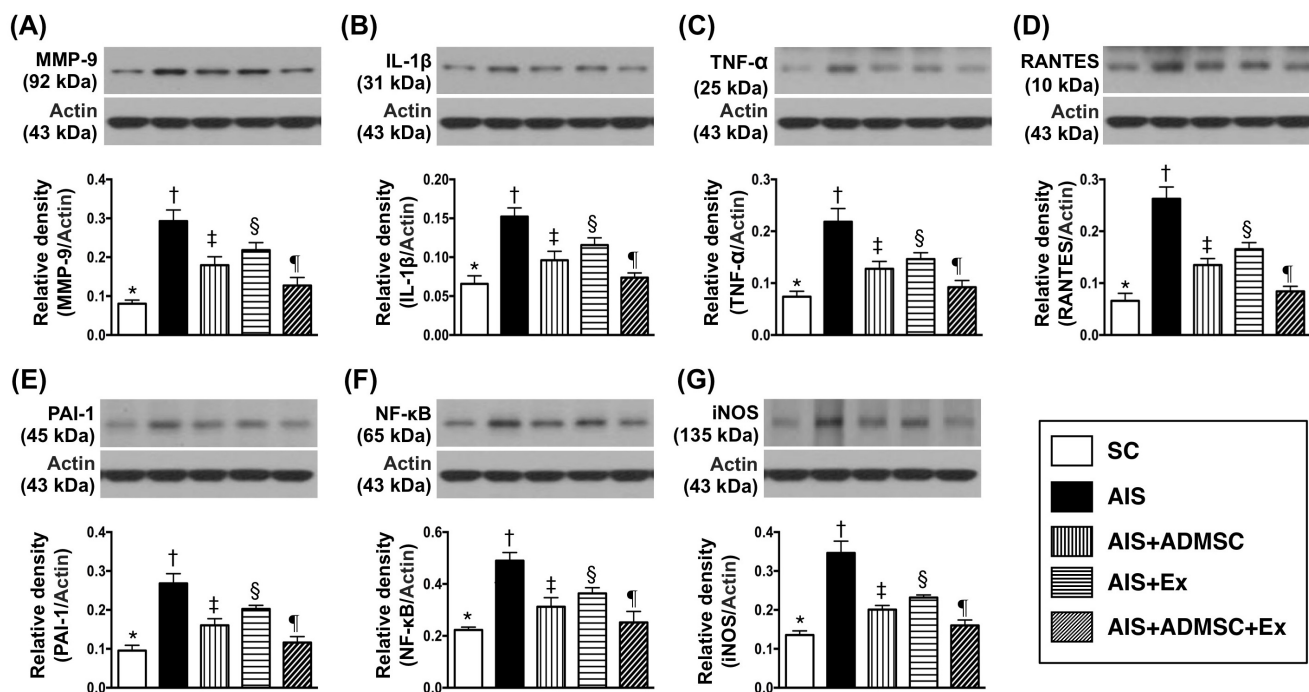 (A)
MMP-9
(92 kDa)
Actin
(43 kDa)
Relative density
(MMP-9/Actin)
0.4
0.3
0.2
0.1
0.0
*
†
‡
§
¶
(B)
IL-1β
(31 kDa)
Actin
(43 kDa)
Relative density
(IL-1β/Actin)
0.20
0.15
0.10
0.05
0.00
*
†
‡
§
¶
(C)
TNF-α
(25 kDa)
Actin
(43 kDa)
Relative density
(TNF-α/Actin)
0.3
0.2
0.1
0.0
*
†
‡
§
¶
(D)
RANTES
(10 kDa)
Actin
(43 kDa)
Relative density
(RANTES/Actin)
0.3
0.2
0.1
0.0
*
†
‡
§
¶
(E)
PAI-1
(45 kDa)
Actin
(43 kDa)
Relative density
(PAI-1/Actin)
0.4
0.3
0.2
0.1
0.0
*
†
‡
§
¶
(F)
NF-κB
(65 kDa)
Actin
(43 kDa)
Relative density
(NF-κB/Actin)
0.6
0.4
0.2
0.0
*
†
‡
§
¶
(G)
iNOS
(135 kDa)
Actin
(43 kDa)
Relative density
(iNOS/Actin)
0.4
0.3
0.2
0.1
0.0
*
†
‡
§
¶
SC
AIS
AIS+ADMSC
AIS+Ex
AIS+ADMSC+Ex